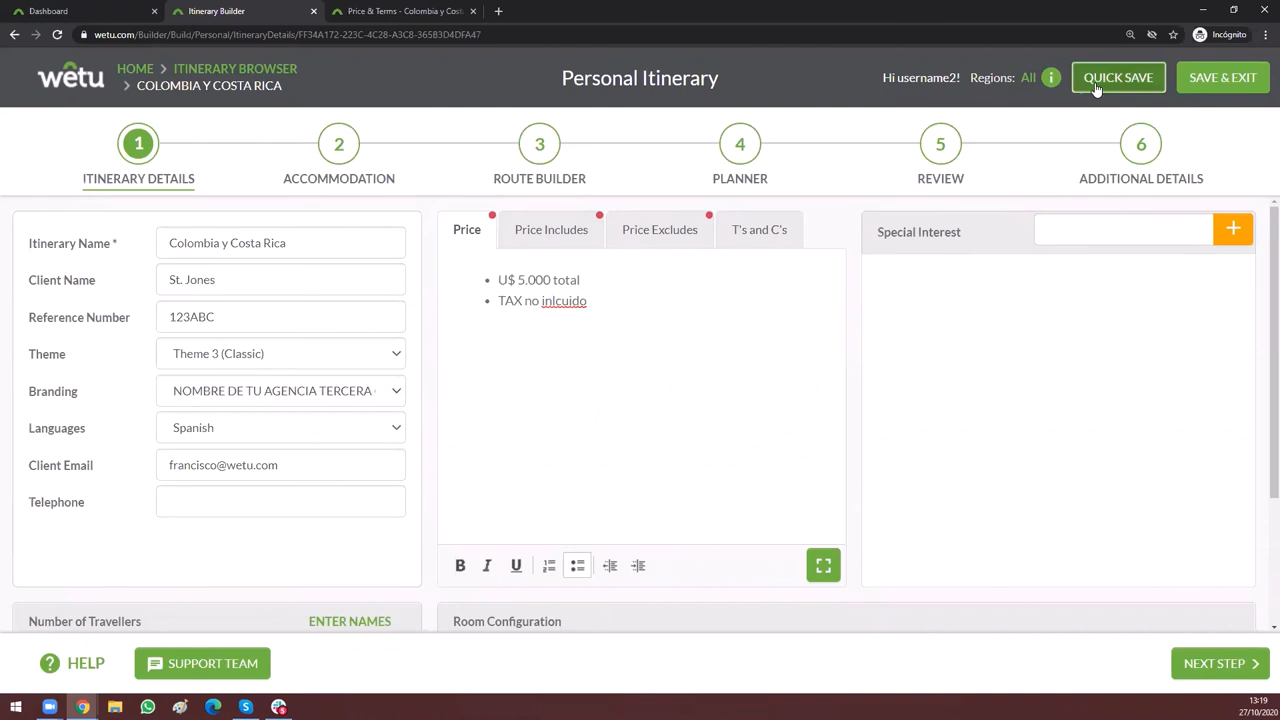 Dashboard
Itinerary Builder
Price & Terms - Colombia y Cost
wetu.com/Builder/Build/Personal/ItineraryDetails/FF34A172-223C-4C28-A3C8-365B3D4DFA47
Incógnito
wetu
HOME > ITINERARY BROWSER
> COLOMBIA Y COSTA RICA
Personal Itinerary
Hi username2!
Regions: All
QUICK SAVE
SAVE & EXIT
1 2 3 4 5 6
ITINERARY DETAILS
ACCOMMODATION
ROUTE BUILDER
PLANNER
REVIEW
ADDITIONAL DETAILS
Itinerary Name * Colombia y Costa Rica
Client Name St. Jones
Reference Number 123ABC
Theme Theme 3 (Classic)
Branding NOMBRE DE TU AGENCIA TERCERA
Languages Spanish
Client Email francisco@wetu.com
Telephone
Price
Price Includes
Price Excludes
T's and C's
• U$ 5.000 total
• TAX no inlcuido
B I U
Special Interest
+
Number of Travellers ENTER NAMES
Room Configuration
? HELP
SUPPORT TEAM
NEXT STEP >
13:19
27/10/2020